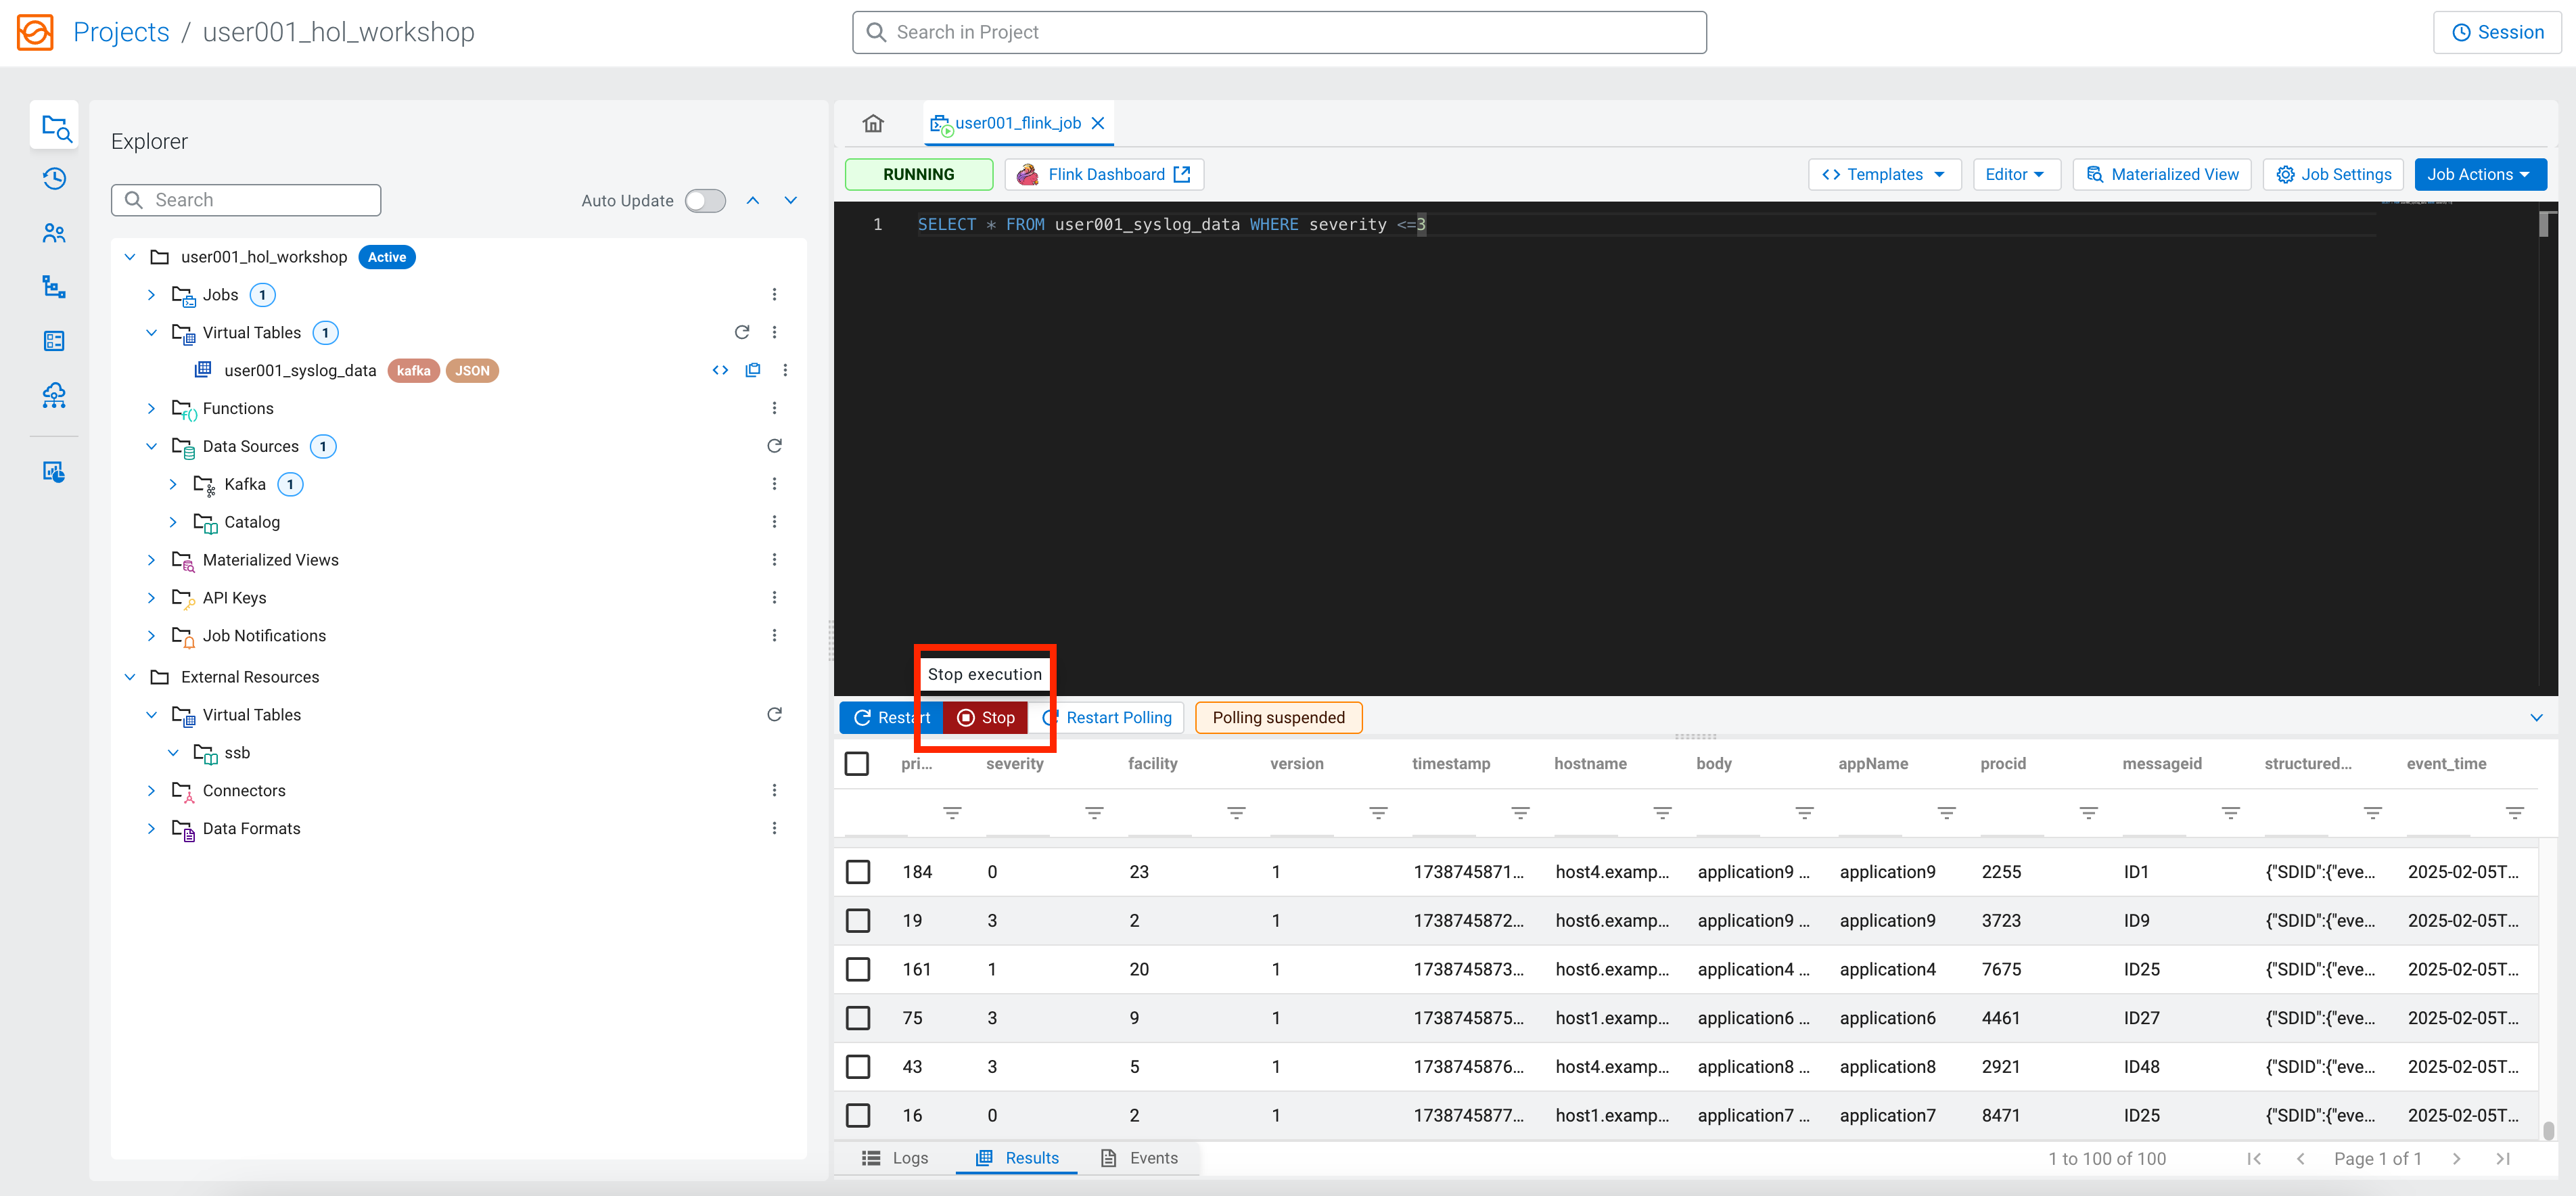 Projects / user001_hol_workshop
Search in Project
Session
Explorer
Search
Auto Update
user001_hol_workshop Active
Jobs 1
Virtual Tables 1
user001_syslog_data kafka JSON
Functions
Data Sources 1
Kafka 1
Catalog
Materialized Views
API Keys
Job Notifications
External Resources
Virtual Tables
ssb
Connectors
Data Formats
user001_flink_job
RUNNING Flink Dashboard <> Templates Editor Materialized View Job Settings Job Actions
1 SELECT * FROM user001_syslog_data WHERE severity <=3
Stop execution
Restart Stop Restart Polling Polling suspended
pri... severity facility version timestamp hostname body appName procid messageid structured... event_time
184 0 23 1 1738745871... host4.examp... application9 ... application9 2255 ID1 {"SDID":{"eve... 2025-02-05T...
19 3 2 1 1738745872... host6.examp... application9 ... application9 3723 ID9 {"SDID":{"eve... 2025-02-05T...
161 1 20 1 1738745873... host6.examp... application4 ... application4 7675 ID25 {"SDID":{"eve... 2025-02-05T...
75 3 9 1 1738745875... host1.examp... application6 ... application6 4461 ID27 {"SDID":{"eve... 2025-02-05T...
43 3 5 1 1738745876... host4.examp... application8 ... application8 2921 ID48 {"SDID":{"eve... 2025-02-05T...
16 0 2 1 1738745877... host1.examp... application7 ... application7 8471 ID25 {"SDID":{"eve... 2025-02-05T...
Logs Results Events
1 to 100 of 100 Page 1 of 1